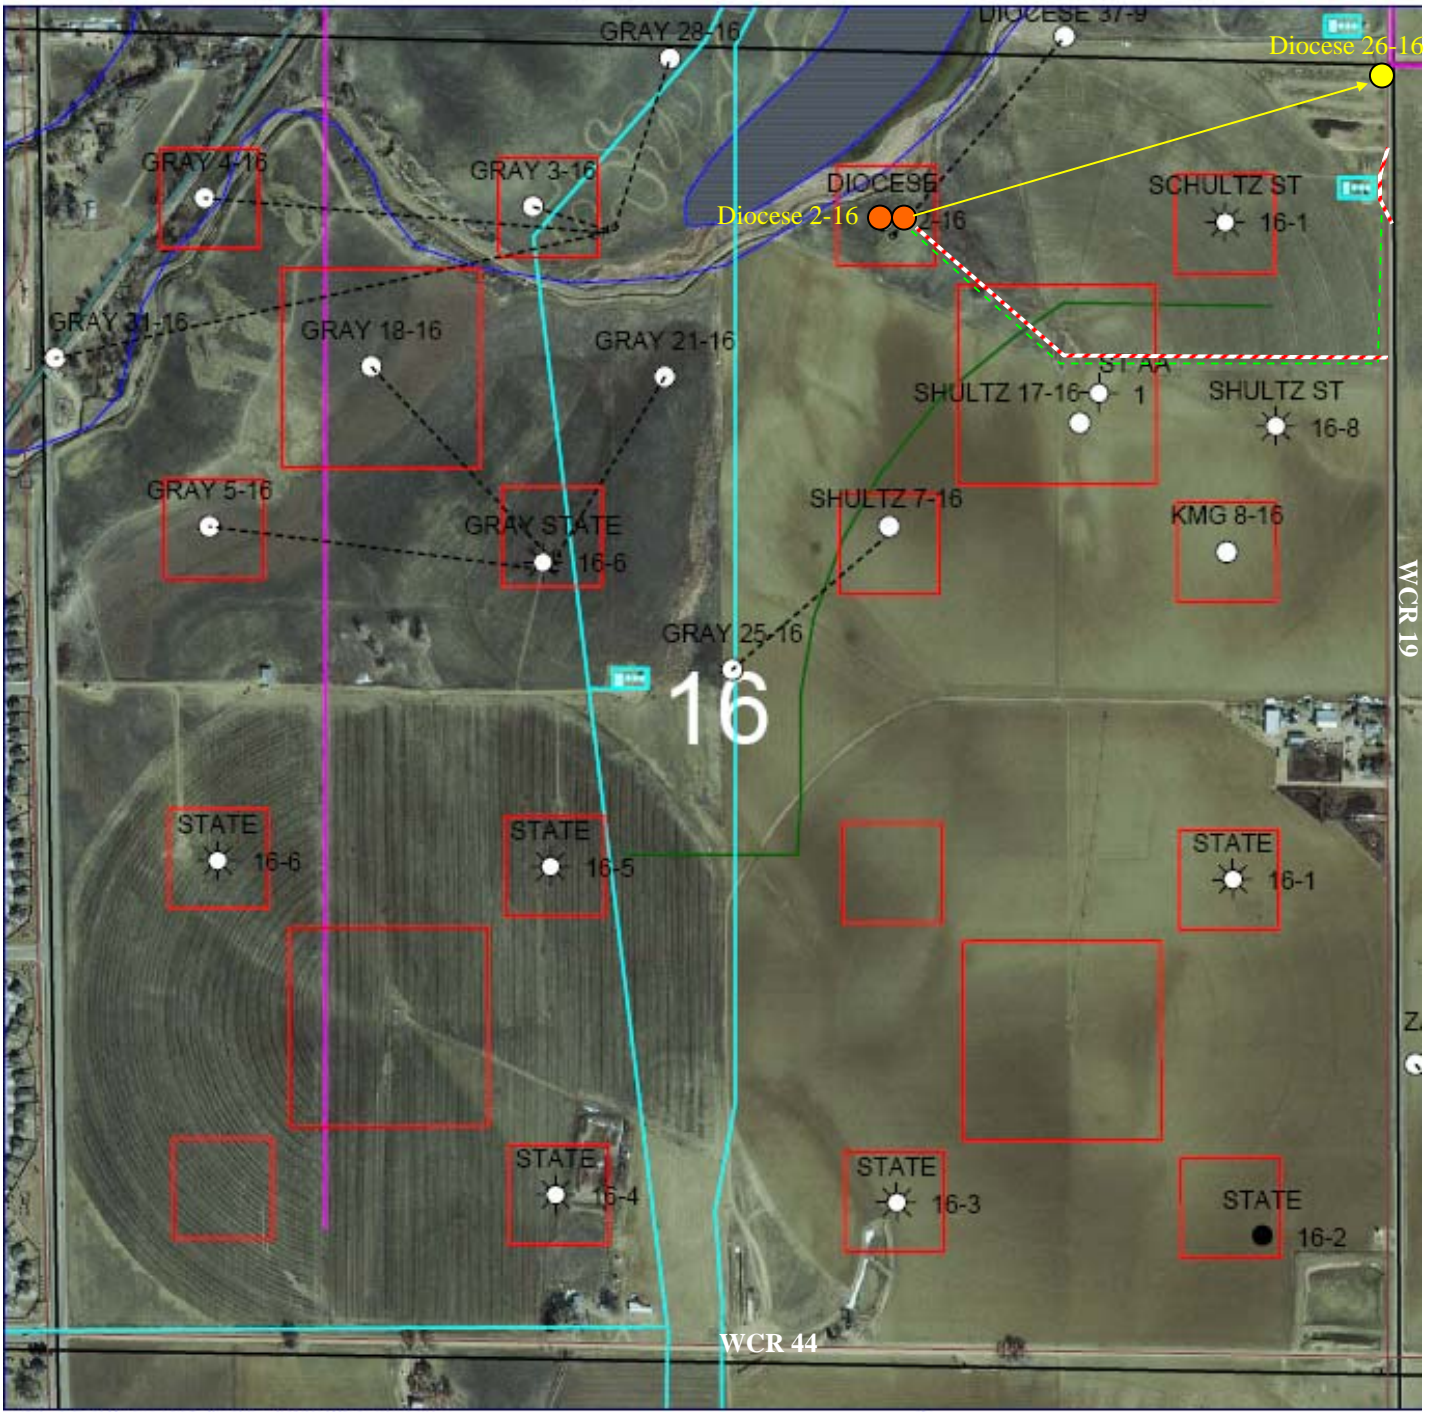 DIOCESE 37-9
GRAY 28-16
Diocese 26-16
GRAY 4-16
GRAY 3-16
DIOCESE
2-16
Diocese 2-16
SCHULTZ ST
16-1
GRAY 31-16
GRAY 18-16
GRAY 21-16
ST AA
1
SHULTZ 17-16
SHULTZ ST
16-8
GRAY 5-16
GRAY STATE
16-6
SHULTZ 7-16
KMG 8-16
WCR 19
GRAY 25-16
16
STATE
16-6
STATE
16-5
STATE
16-1
STATE
16-4
STATE
16-3
STATE
16-2
WCR 44